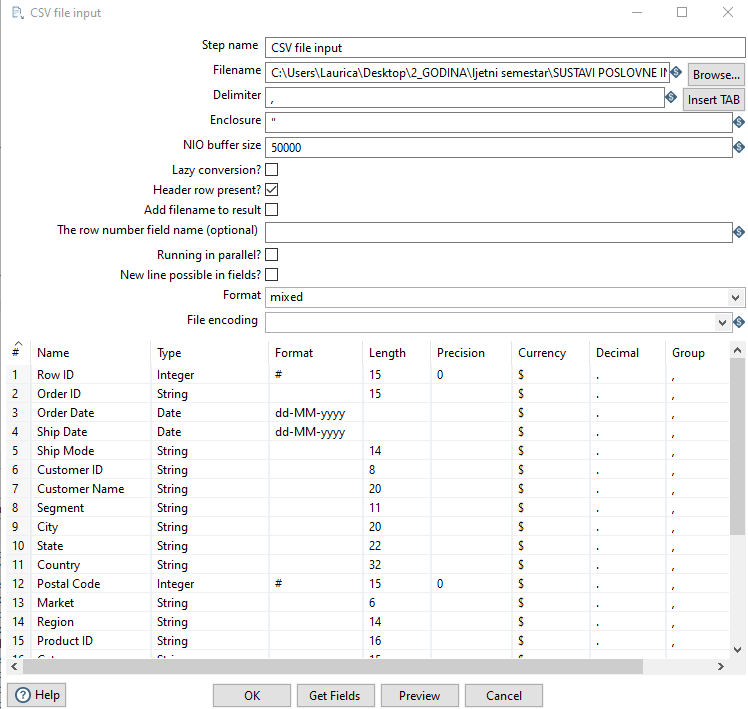 CSV file input
Step name CSV file input
Filename C:\Users\Laurica\Desktop\2_GODINA\ljetni semestar\SUSTAVI POSLOVNE IN Browse...
Delimiter , Insert TAB
Enclosure "
NIO buffer size 50000
Lazy conversion?
Header row present?
Add filename to result
The row number field name (optional)
Running in parallel?
New line possible in fields?
Format mixed
File encoding
# Name Type Format Length Precision Currency Decimal Group
1 Row ID Integer # 15 0 $ . ,
2 Order ID String 15 $ . ,
3 Order Date Date dd-MM-yyyy $ . ,
4 Ship Date Date dd-MM-yyyy $ . ,
5 Ship Mode String 14 $ . ,
6 Customer ID String 8 $ . ,
7 Customer Name String 20 $ . ,
8 Segment String 11 $ . ,
9 City String 20 $ . ,
10 State String 22 $ . ,
11 Country String 32 $ . ,
12 Postal Code Integer # 15 0 $ . ,
13 Market String 6 $ . ,
14 Region String 14 $ . ,
15 Product ID String 16 $ . ,
Help OK Get Fields Preview Cancel